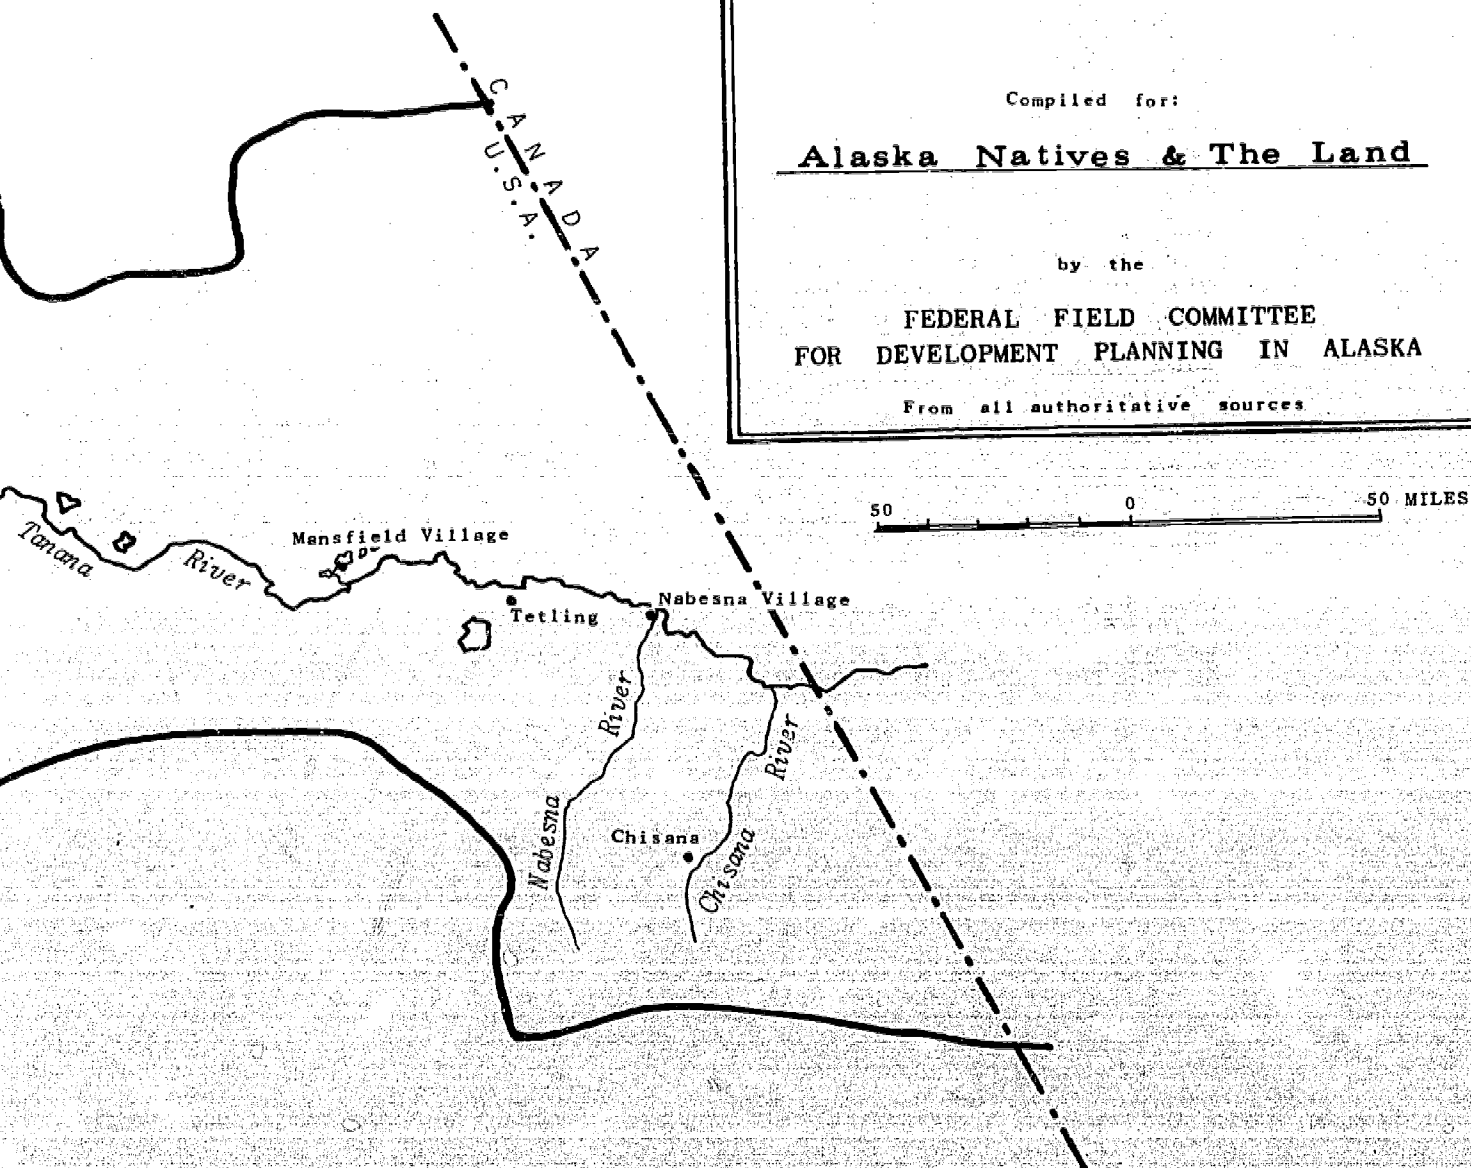 CANADA
U.S.A.
Compiled for:
Alaska Natives & The Land
by the
FEDERAL FIELD COMMITTEE
FOR DEVELOPMENT PLANNING IN ALASKA
From all authoritative sources
50 0 50 MILES
Mansfield Village
Tanana River
Tetling
Nabesna Village
Nabesna River
Chisana
Chisana River